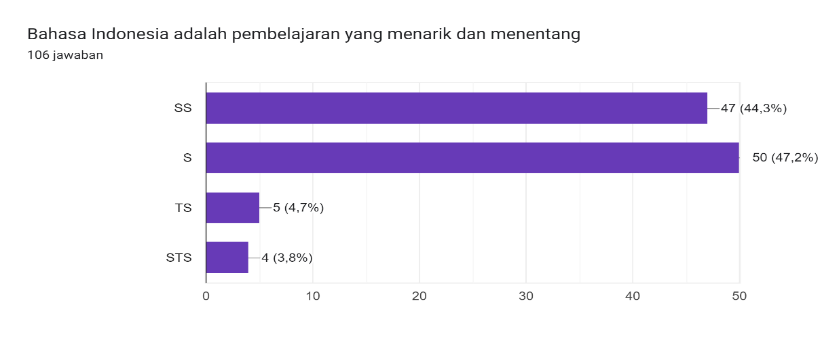 Bahasa Indonesia adalah pembelajaran yang menarik dan menentang
106 jawaban
SS
47 (44,3%)
S
50 (47,2%)
TS
5 (4,7%)
STS
4 (3,8%)
0 10 20 30 40 50